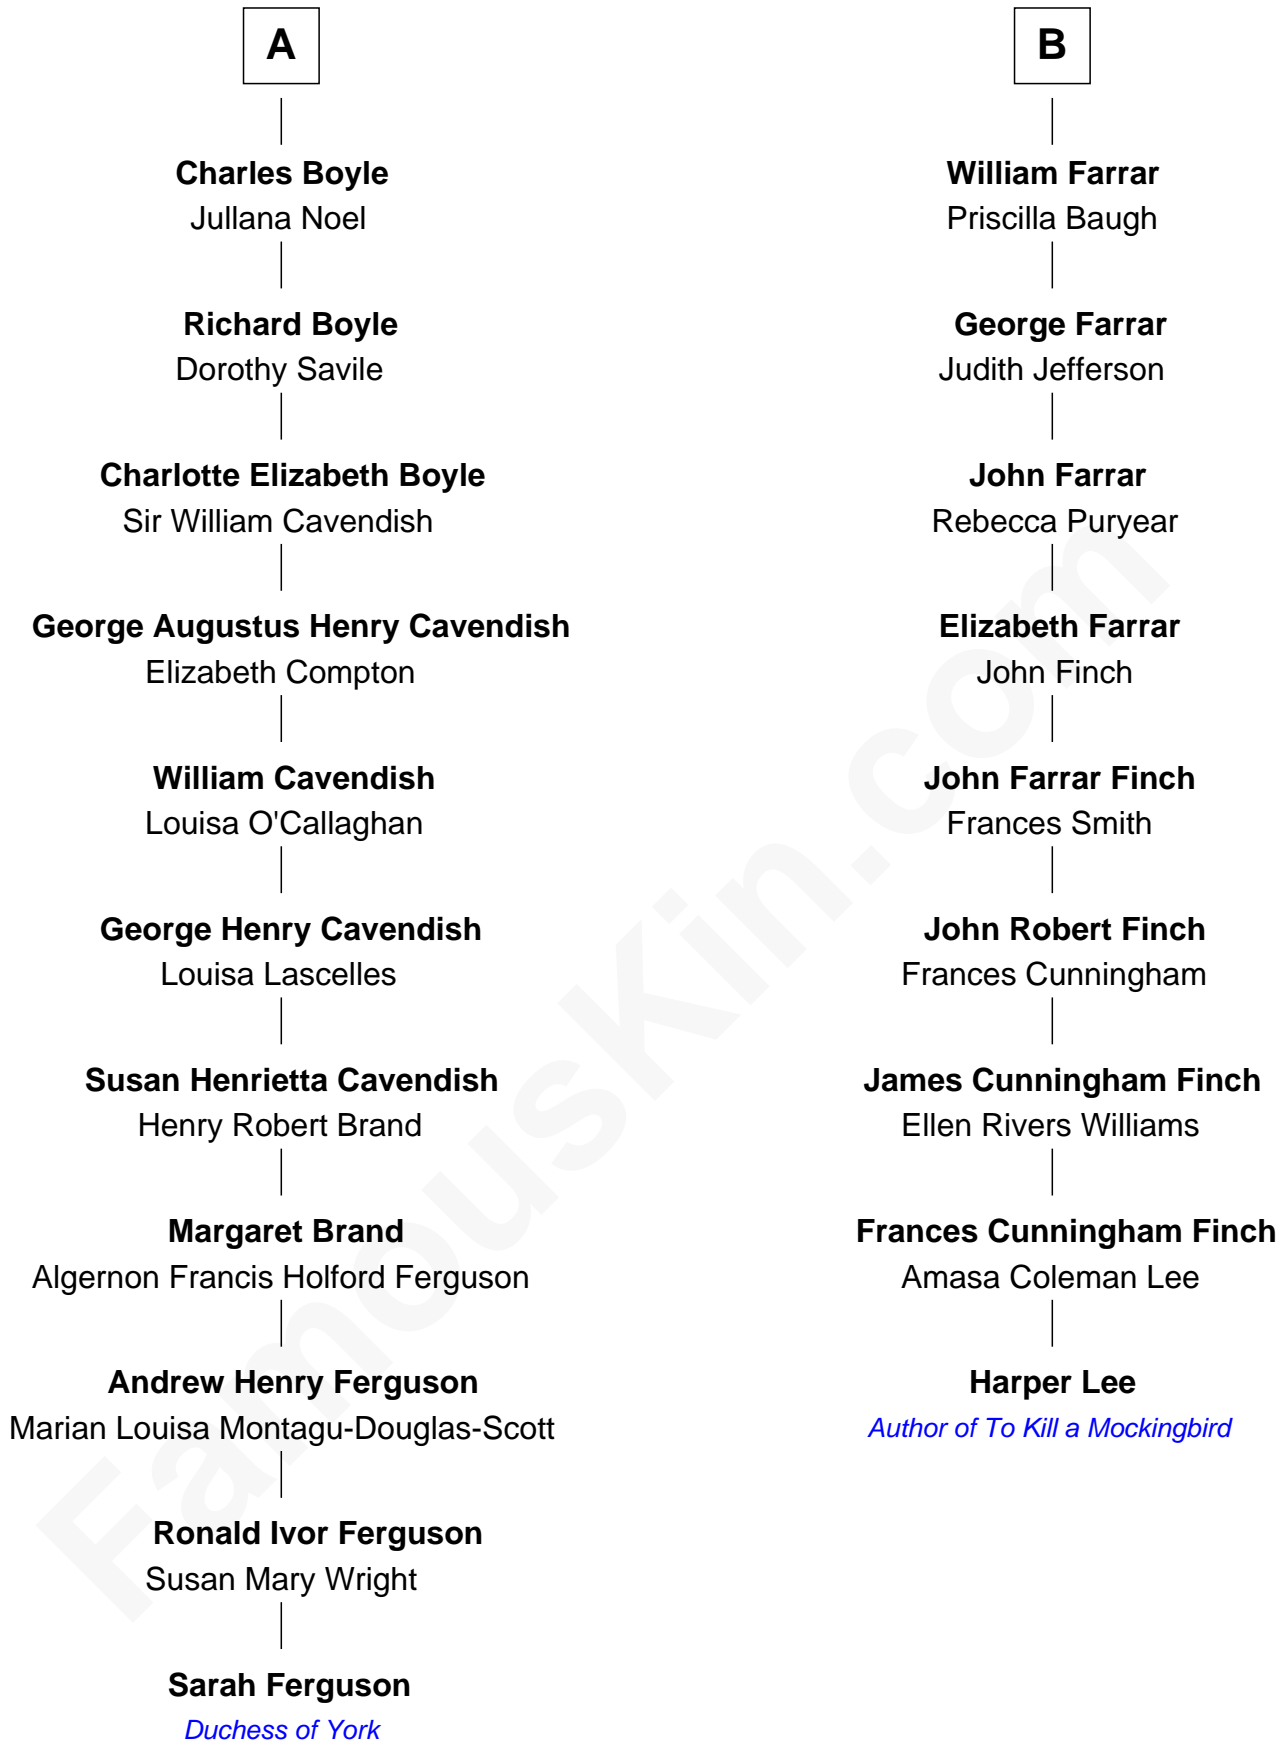 A
Charles Boyle
Jullana Noel
Richard Boyle
Dorothy Savile
Charlotte Elizabeth Boyle
Sir William Cavendish
George Augustus Henry Cavendish
Elizabeth Compton
William Cavendish
Louisa O'Callaghan
George Henry Cavendish
Louisa Lascelles
Susan Henrietta Cavendish
Henry Robert Brand
Margaret Brand
Algernon Francis Holford Ferguson
Andrew Henry Ferguson
Marian Louisa Montagu-Douglas-Scott
Ronald Ivor Ferguson
Susan Mary Wright
Sarah Ferguson
Duchess of York
B
William Farrar
Priscilla Baugh
George Farrar
Judith Jefferson
John Farrar
Rebecca Puryear
Elizabeth Farrar
John Finch
John Farrar Finch
Frances Smith
John Robert Finch
Frances Cunningham
James Cunningham Finch
Ellen Rivers Williams
Frances Cunningham Finch
Amasa Coleman Lee
Harper Lee
Author of To Kill a Mockingbird
FamousKin.com